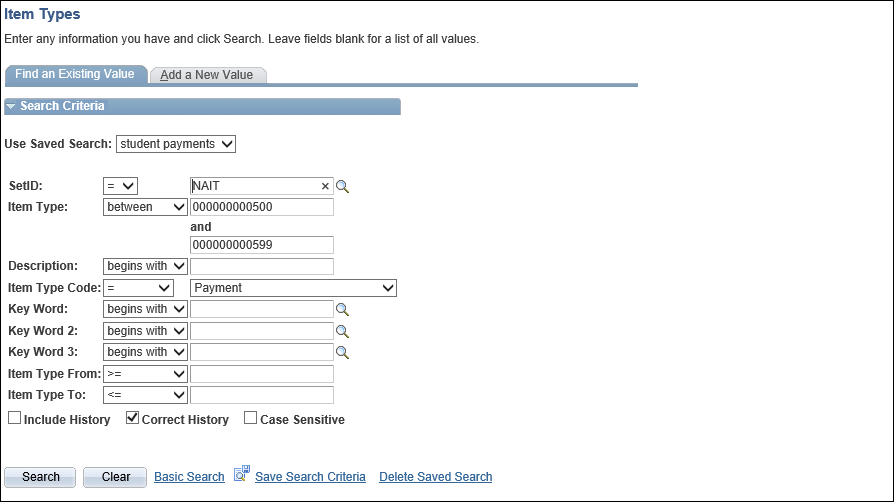 Item Types
Enter any information you have and click Search. Leave fields blank for a list of all values.
Find an Existing Value Add a New Value
Search Criteria
Use Saved Search: student payments
SetID: = NAIT ×
Item Type: between 000000000500
and
000000000599
Description: begins with
Item Type Code: = Payment
Key Word: begins with
Key Word 2: begins with
Key Word 3: begins with
Item Type From: >=
Item Type To: <=
Include History Correct History Case Sensitive
Search Clear Basic Search Save Search Criteria Delete Saved Search